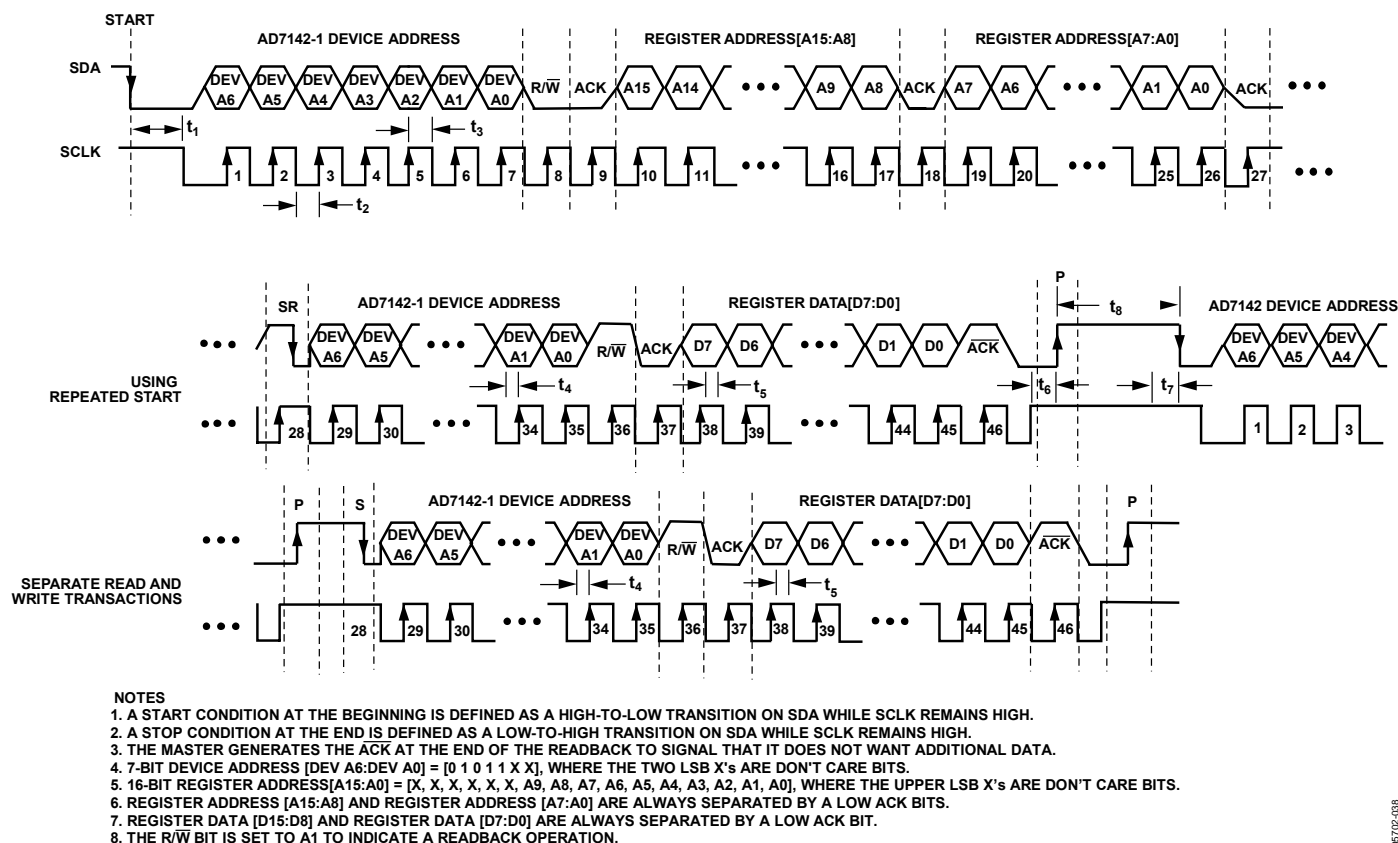 START
AD7142-1 DEVICE ADDRESS REGISTER ADDRESS[A15:A8] REGISTER ADDRESS[A7:A0]
SDA DEV A6 DEV A5 DEV A4 DEV A3 DEV A2 DEV A1 DEV A0 R/W̅ ACK A15 A14 A9 A8 ACK A7 A6 A1 A0 ACK
t1 t3
SCLK 1 2 3 4 5 6 7 8 9 10 11 16 17 18 19 20 25 26 27
t2
P
SR AD7142-1 DEVICE ADDRESS REGISTER DATA[D7:D0] t8 AD7142 DEVICE ADDRESS
DEV A6 DEV A5 DEV A1 DEV A0 R/W̅ ACK D7 D6 D1 D0 A̅C̅K̅ DEV A6 DEV A5 DEV A4
USING
REPEATED START
t4 t5 t6 t7
28 29 30 34 35 36 37 38 39 44 45 46 1 2 3
P S AD7142-1 DEVICE ADDRESS REGISTER DATA[D7:D0] P
DEV A6 DEV A5 DEV A1 DEV A0 R/W̅ ACK D7 D6 D1 D0 A̅C̅K̅
SEPARATE READ AND
WRITE TRANSACTIONS
t4 t5
28 29 30 34 35 36 37 38 39 44 45 46
NOTES
1. A START CONDITION AT THE BEGINNING IS DEFINED AS A HIGH-TO-LOW TRANSITION ON SDA WHILE SCLK REMAINS HIGH.
2. A STOP CONDITION AT THE END IS DEFINED AS A LOW-TO-HIGH TRANSITION ON SDA WHILE SCLK REMAINS HIGH.
3. THE MASTER GENERATES THE A̅C̅K̅ AT THE END OF THE READBACK TO SIGNAL THAT IT DOES NOT WANT ADDITIONAL DATA.
4. 7-BIT DEVICE ADDRESS [DEV A6:DEV A0] = [0 1 0 1 1 X X], WHERE THE TWO LSB X's ARE DON'T CARE BITS.
5. 16-BIT REGISTER ADDRESS[A15:A0] = [X, X, X, X, X, X, A9, A8, A7, A6, A5, A4, A3, A2, A1, A0], WHERE THE UPPER LSB X's ARE DON'T CARE BITS.
6. REGISTER ADDRESS [A15:A8] AND REGISTER ADDRESS [A7:A0] ARE ALWAYS SEPARATED BY A LOW ACK BITS.
7. REGISTER DATA [D15:D8] AND REGISTER DATA [D7:D0] ARE ALWAYS SEPARATED BY A LOW ACK BIT.
8. THE R/W̅ BIT IS SET TO A1 TO INDICATE A READBACK OPERATION.
05702-038